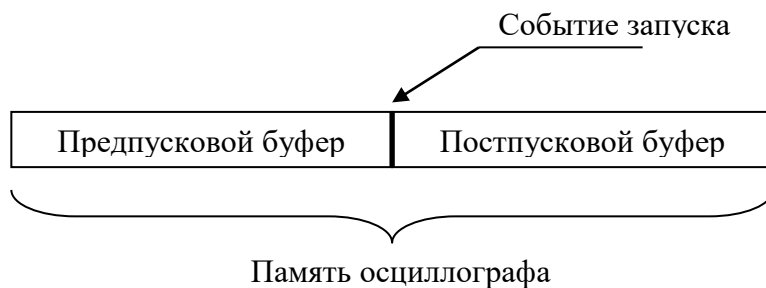 Событие запуска
Предпусковой буфер
Постпусковой буфер
Память осциллографа